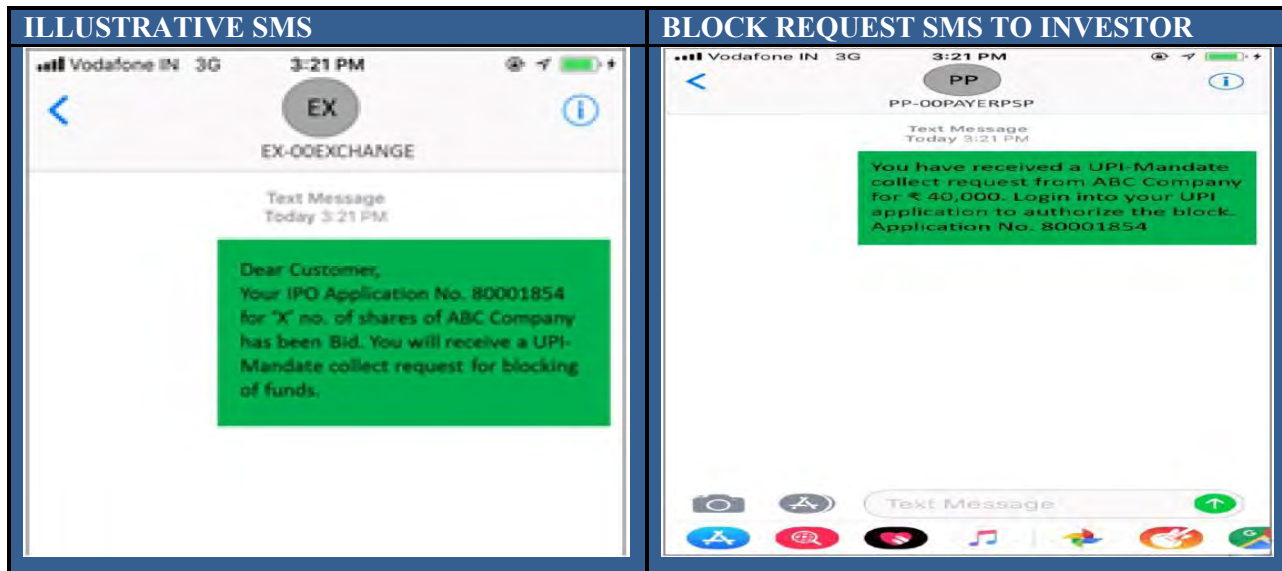 ILLUSTRATIVE SMS
Vodafone IN 3G 3:21 PM
EX
EX-OOEXCHANGE
Text Message
Today 3:21 PM
Dear Customer,
Your IPO Application No. 80001854
for 'X' no. of shares of ABC Company
has been Bid. You will receive a UPI-
Mandate collect request for blocking
of funds.
BLOCK REQUEST SMS TO INVESTOR
Vodafone IN 3G 3:21 PM
PP
PP-OOPAYERPSP
Text Message
Today 3:21 PM
You have received a UPI-Mandate
collect request from ABC Company
for ₹ 40,000. Login into your UPI
application to authorize the block.
Application No. 80001854
Text Message